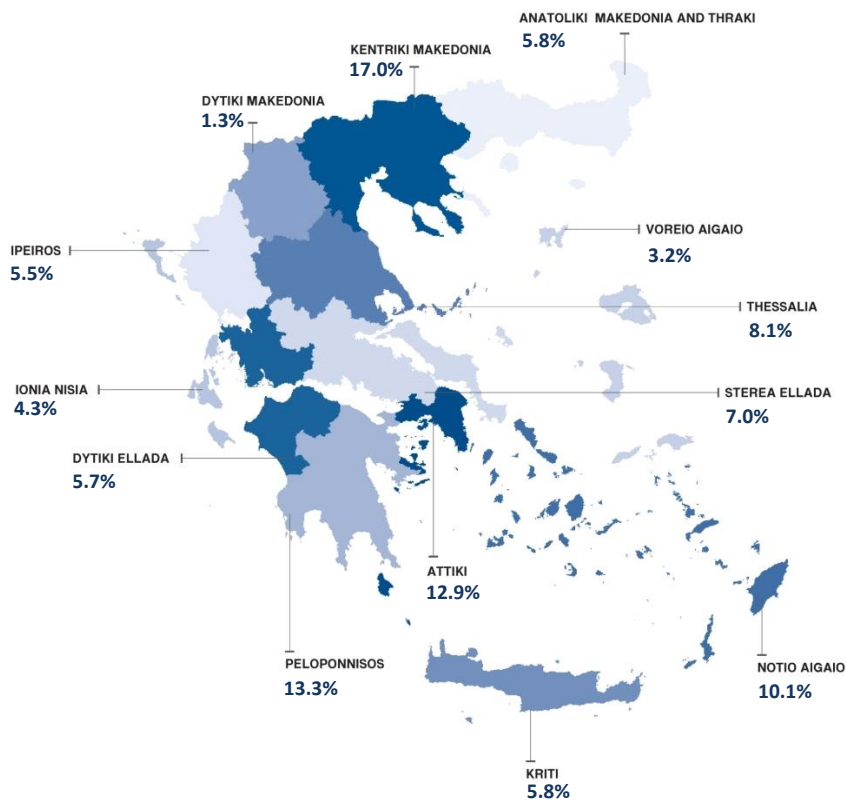 ANATOLIKI MAKEDONIA AND THRAKI
5.8%
KENTRIKI MAKEDONIA
17.0%
DYTIKI MAKEDONIA
1.3%
VOREIO AIGAIO
3.2%
IPEIROS
5.5%
THESSALIA
8.1%
IONIA NISIA
4.3%
STEREA ELLADA
7.0%
DYTIKI ELLADA
5.7%
ATTIKI
12.9%
PELOPONNISOS
13.3%
NOTIO AIGAIO
10.1%
KRITI
5.8%